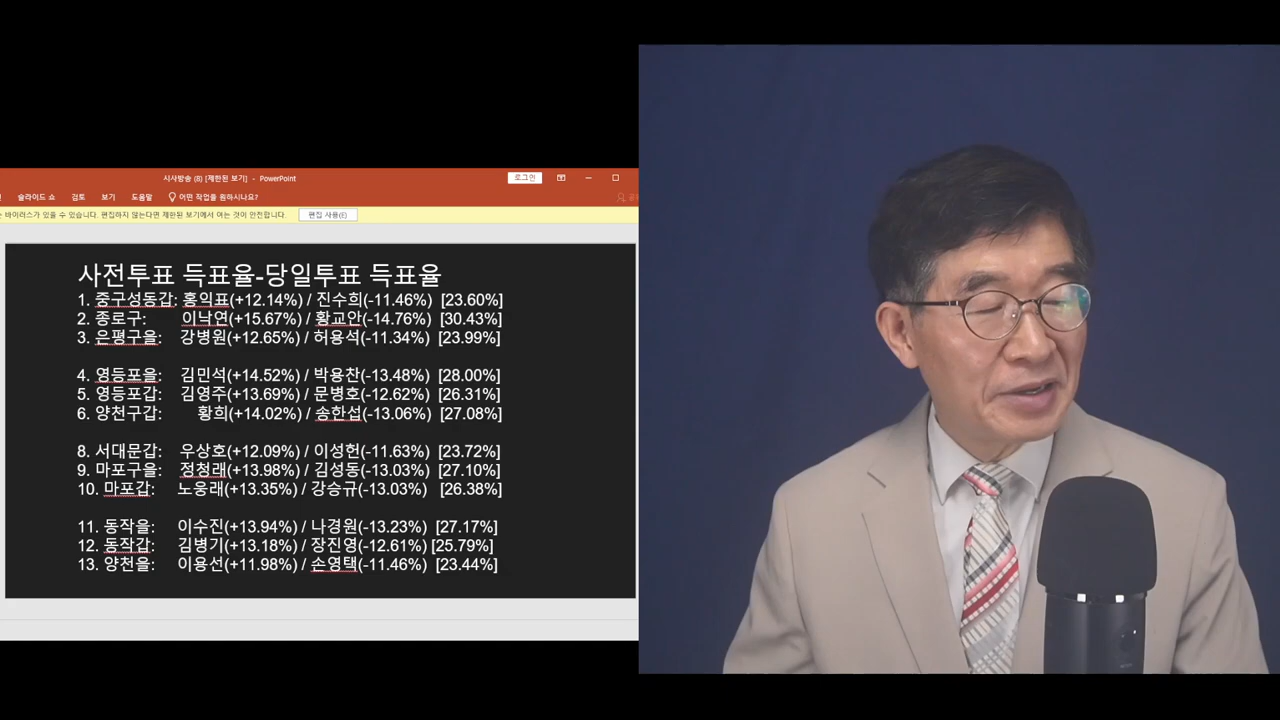 시사방송 (8) [제한된 보기] - PowerPoint
로그인
슬라이드 쇼 검토 보기 도움말 어떤 작업을 원하시나요?
바이러스가 있을 수 있습니다. 편집하지 않는다면 제한된 보기에서 여는 것이 안전합니다. 편집 사용(E)
사전투표 득표율-당일투표 득표율
1. 중구성동갑: 홍익표(+12.14%) / 진수희(-11.46%) [23.60%]
2. 종로구: 이낙연(+15.67%) / 황교안(-14.76%) [30.43%]
3. 은평구을: 강병원(+12.65%) / 허용석(-11.34%) [23.99%]
4. 영등포을: 김민석(+14.52%) / 박용찬(-13.48%) [28.00%]
5. 영등포갑: 김영주(+13.69%) / 문병호(-12.62%) [26.31%]
6. 양천구갑: 황희(+14.02%) / 송한섭(-13.06%) [27.08%]
8. 서대문갑: 우상호(+12.09%) / 이성헌(-11.63%) [23.72%]
9. 마포구을: 정청래(+13.98%) / 김성동(-13.03%) [27.10%]
10. 마포갑: 노웅래(+13.35%) / 강승규(-13.03%) [26.38%]
11. 동작을: 이수진(+13.94%) / 나경원(-13.23%) [27.17%]
12. 동작갑: 김병기(+13.18%) / 장진영(-12.61%) [25.79%]
13. 양천을: 이용선(+11.98%) / 손영택(-11.46%) [23.44%]